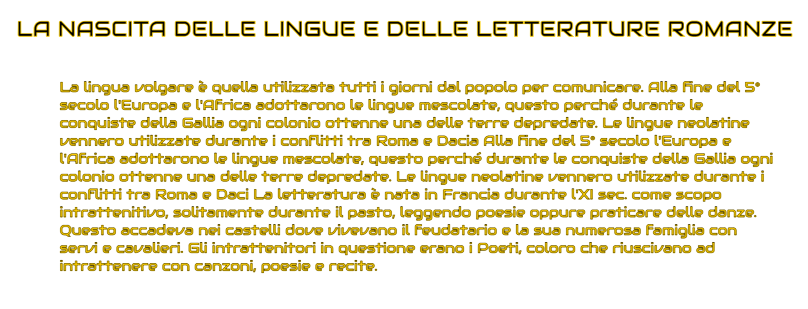 LA NASCITA DELLE LINGUE E DELLE LETTERATURE ROMANZE
La lingua volgare è quella utilizzata tutti i giorni dal popolo per comunicare. Alla fine del 5°
secolo l'Europa e l'Africa adottarono le lingue mescolate, questo perché durante le
conquiste della Gallia ogni colonio ottenne una delle terre depredate. Le lingue neolatine
vennero utilizzate durante i conflitti tra Roma e Dacia Alla fine del 5° secolo l'Europa e
l'Africa adottarono le lingue mescolate, questo perché durante le conquiste della Gallia ogni
colonio ottenne una delle terre depredate. Le lingue neolatine vennero utilizzate durante i
conflitti tra Roma e Daci La letteratura è nata in Francia durante l'XI sec. come scopo
intrattenitivo, solitamente durante il pasto, leggendo poesie oppure praticare delle danze.
Questo accadeva nei castelli dove vivevano il feudatario e la sua numerosa famiglia con
servi e cavalieri. Gli intrattenitori in questione erano i Poeti, coloro che riuscivano ad
intrattenere con canzoni, poesie e recite.